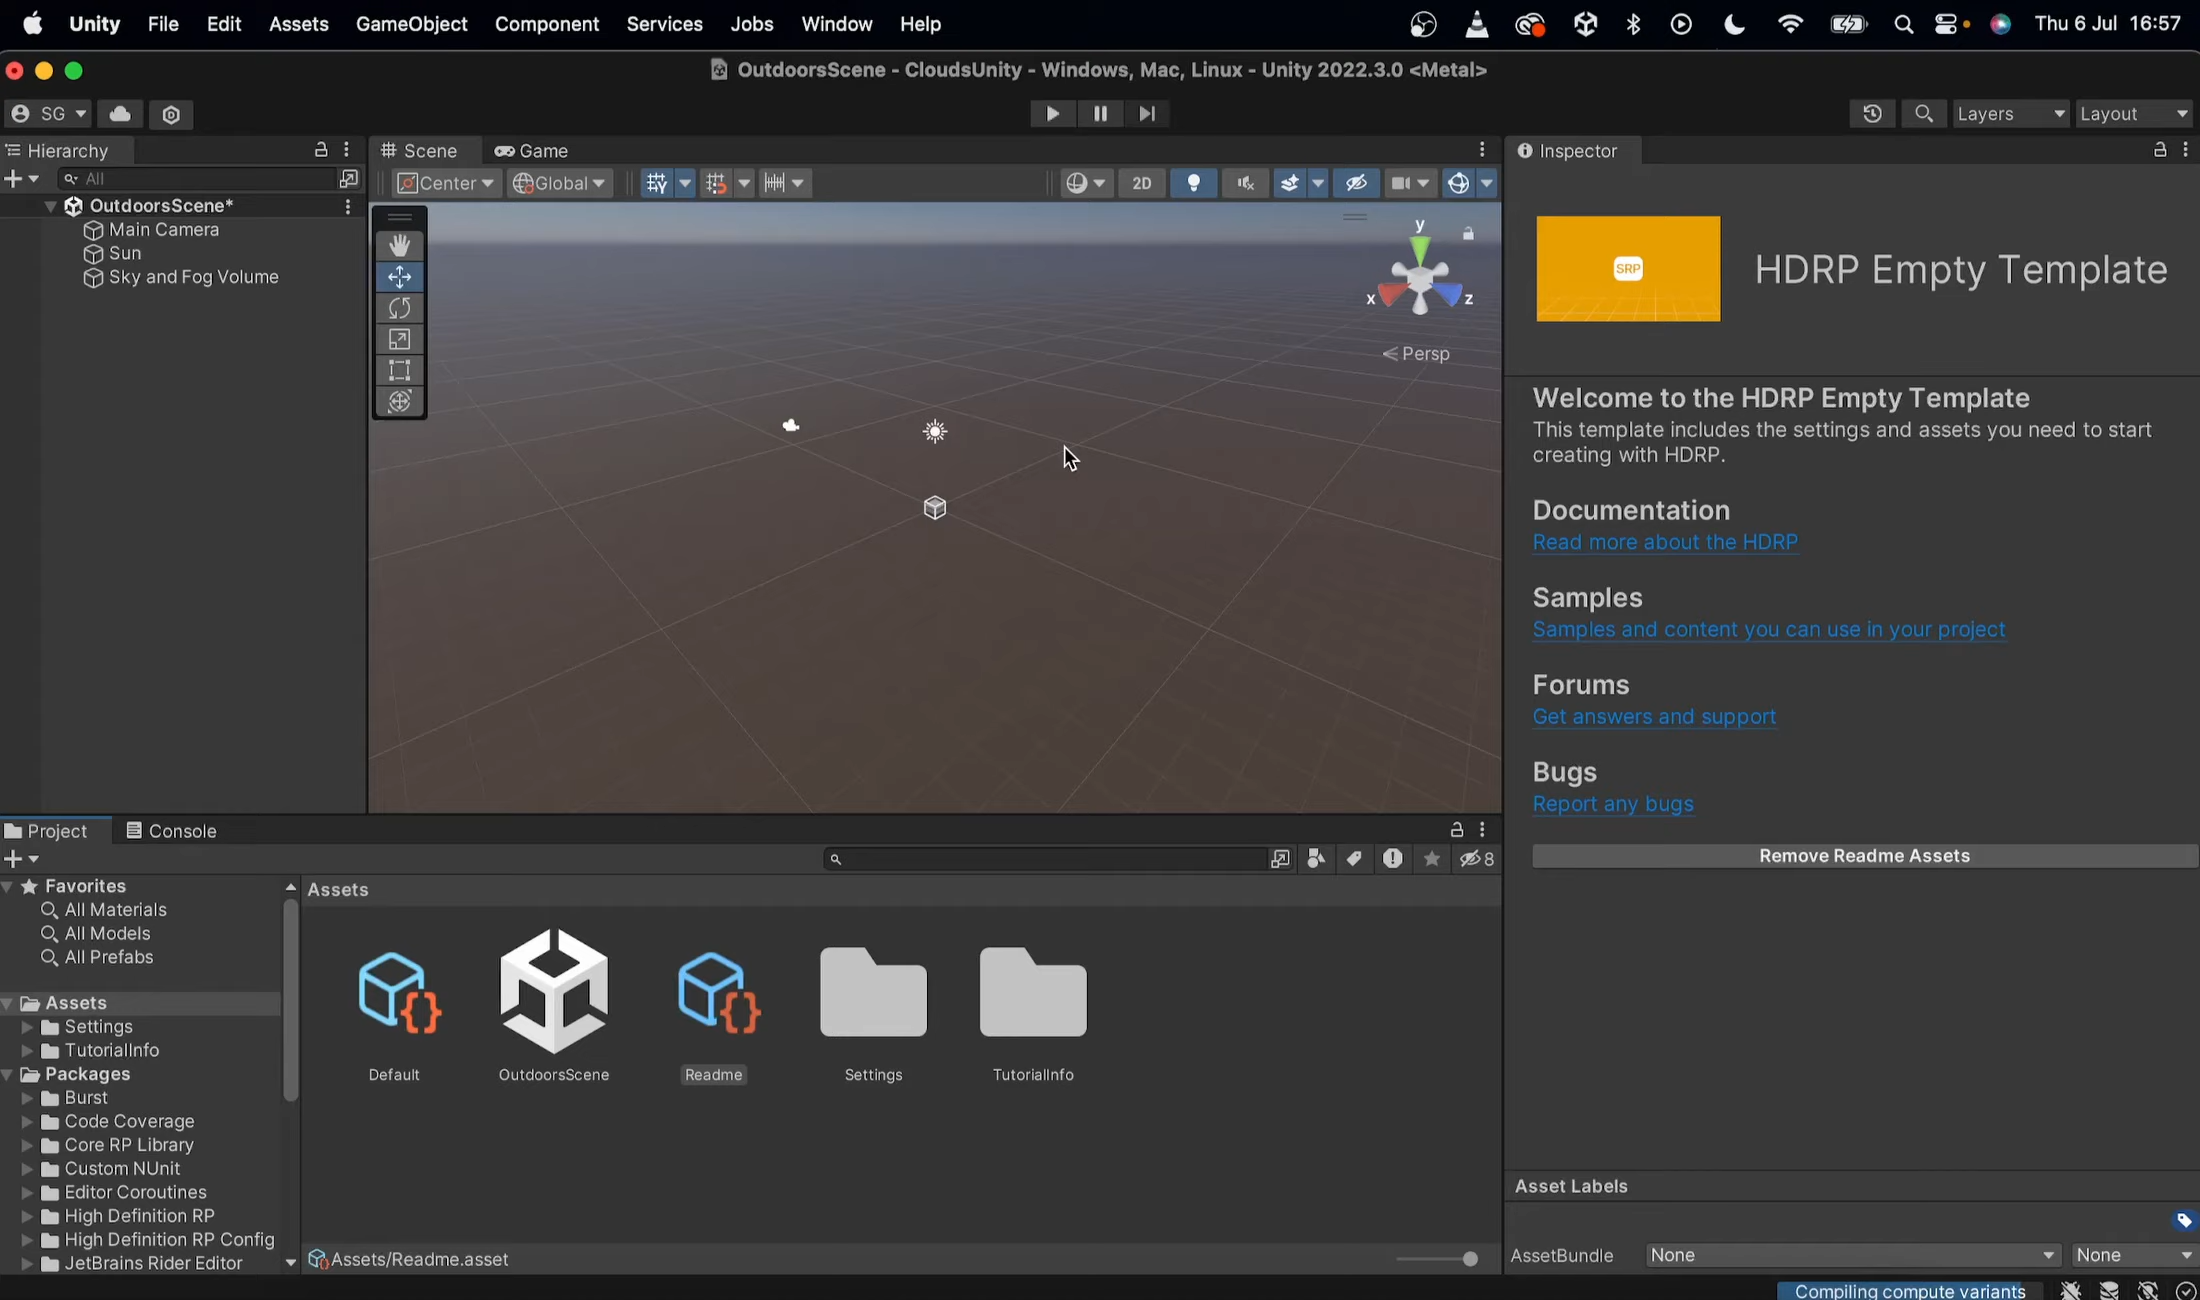 Unity File Edit Assets GameObject Component Services Jobs Window Help Thu 6 Jul 16:57
OutdoorsScene - CloudsUnity - Windows, Mac, Linux - Unity 2022.3.0 <Metal>
SG Layers Layout
Hierarchy
Scene Game
Inspector
All
Center Global 2D
OutdoorsScene*
Main Camera
Sun
Sky and Fog Volume
y
x
z
Persp
SRP
HDRP Empty Template
Welcome to the HDRP Empty Template
This template includes the settings and assets you need to start
creating with HDRP.
Documentation
Read more about the HDRP
Samples
Samples and content you can use in your project
Forums
Get answers and support
Bugs
Report any bugs
Remove Readme Assets
Project Console
8
Favorites
All Materials
All Models
All Prefabs
Assets
Settings
TutorialInfo
Packages
Burst
Code Coverage
Core RP Library
Custom NUnit
Editor Coroutines
High Definition RP
High Definition RP Config
JetBrains Rider Editor
Assets
Default OutdoorsScene Readme Settings TutorialInfo
Assets/Readme.asset
Asset Labels
AssetBundle None None
Compiling compute variants